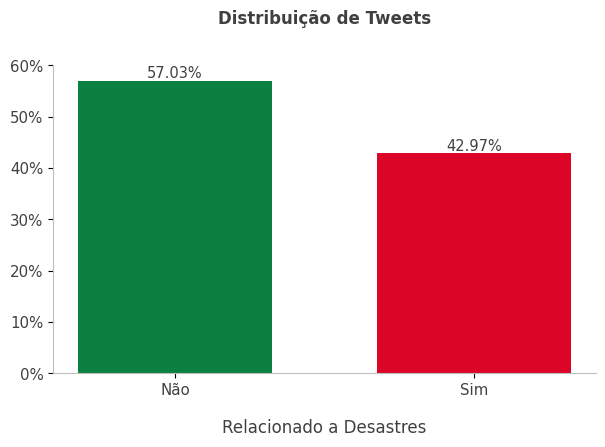 Distribuição de Tweets
60%
50%
40%
30%
20%
10%
0%
57.03%
42.97%
Não
Sim
Relacionado a Desastres